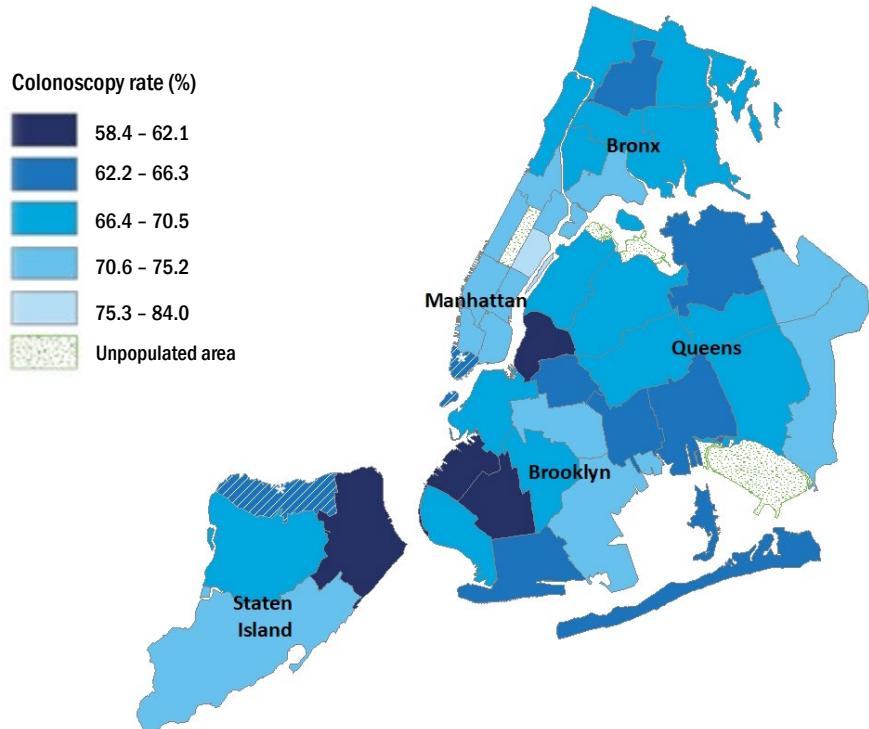 Colonoscopy rate (%)
58.4 – 62.1
62.2 – 66.3
66.4 – 70.5
70.6 – 75.2
75.3 – 84.0
Unpopulated area
Bronx
Manhattan
Queens
Brooklyn
Staten
Island